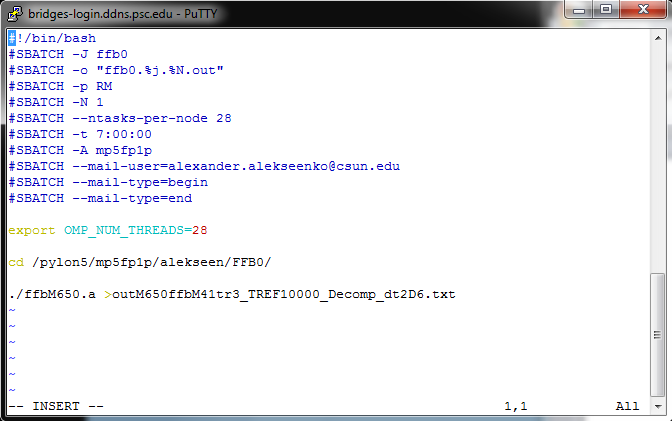 bridges-login.ddns.psc.edu - PuTTY
#!/bin/bash
#SBATCH -J ffb0
#SBATCH -o "ffb0.%j.%N.out"
#SBATCH -p RM
#SBATCH -N 1
#SBATCH --ntasks-per-node 28
#SBATCH -t 7:00:00
#SBATCH -A mp5fp1p
#SBATCH --mail-user=alexander.alekseenko@csun.edu
#SBATCH --mail-type=begin
#SBATCH --mail-type=end
export OMP_NUM_THREADS=28
cd /pylon5/mp5fp1p/alekseen/FFB0/
./ffbM650.a >outM650ffbM41tr3_TREF10000_Decomp_dt2D6.txt
~
~
~
~
~
~
-- INSERT -- 1,1 All